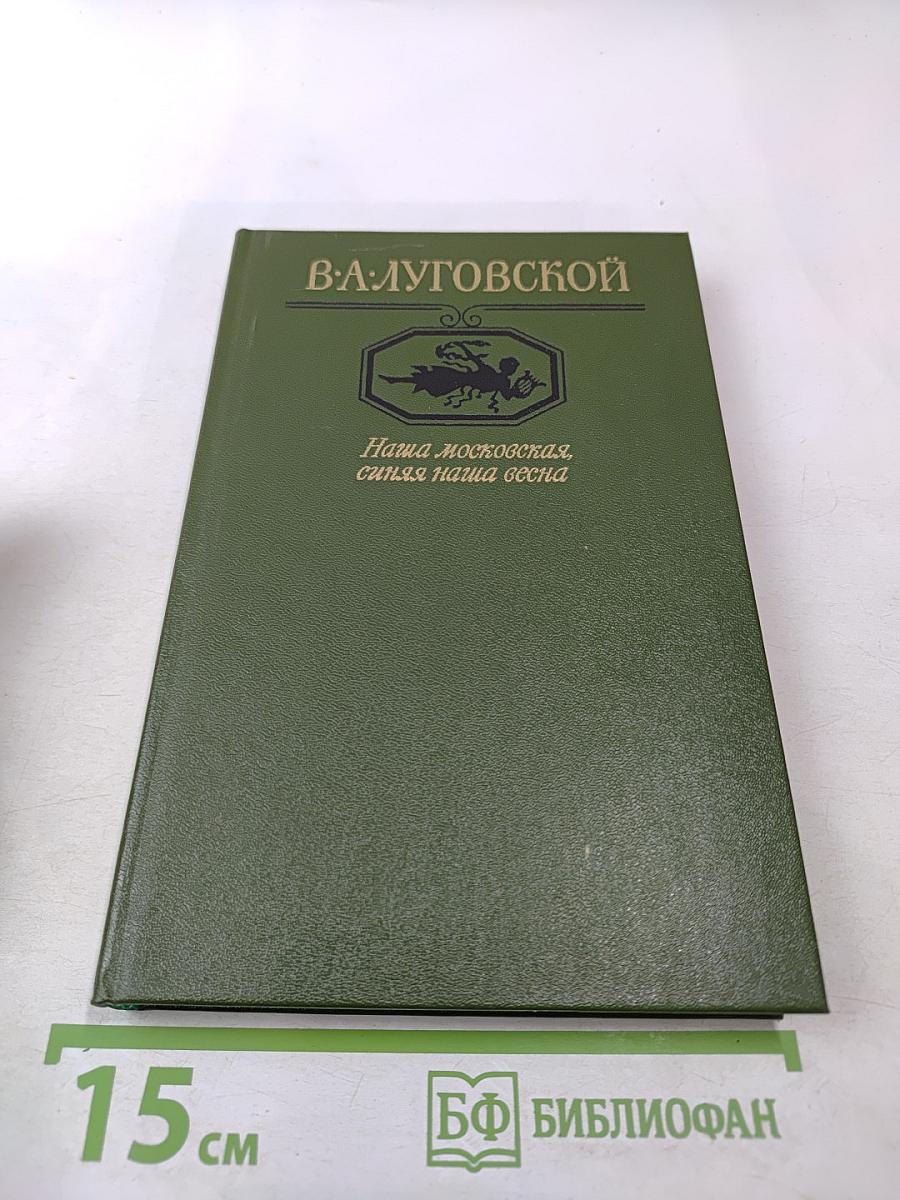 В·А·ЛУГОВСКОЙ
Наша московская,
синяя наша весна
15 см
БФ БИБЛИОФАН